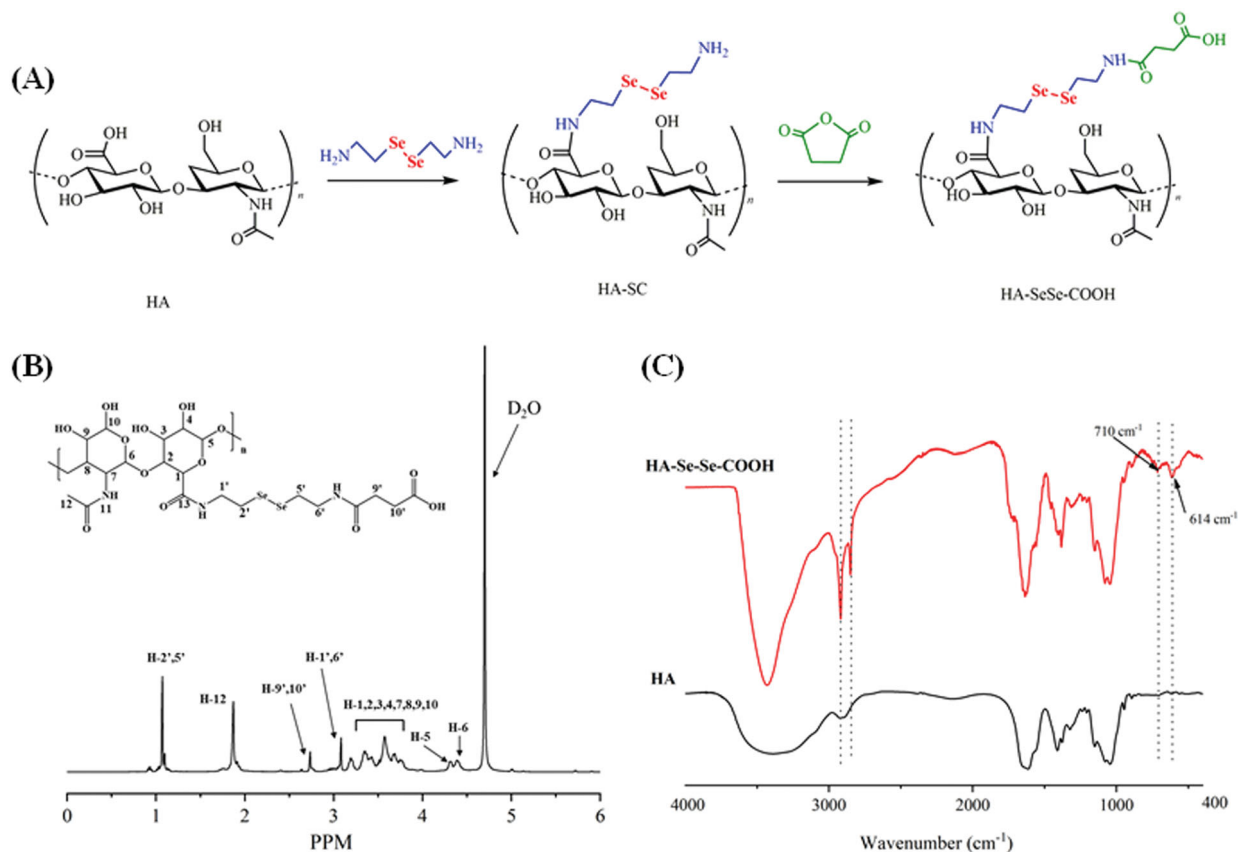 (A)
OH
O
OH
O
O
O
HO
OH
O
HO
O
NH
O
n
HA
H2N
Se
Se
NH2
NH2
Se
Se
HN
O
OH
O
O
HO
OH
O
HO
O
NH
O
n
HA-SC
O
O
O
O
OH
NH
O
Se
Se
HN
O
OH
O
O
HO
OH
O
HO
O
NH
O
n
HA-SeSe-COOH
(B)
OH
HO
10
9
O
8
7
6
O
12
NH
11
O
OH
HO
4
3
5
O
n
2
O
1
O
13
N
H
1'
2'
Se
Se
5'
6'
H
N
O
9'
10'
O
OH
D2O
H-2',5'
H-12
H-9',10'
H-1',6'
H-1,2,3,4,7,8,9,10
H-5
H-6
0 1 2 3 4 5 6
PPM
(C)
HA-Se-Se-COOH
710 cm-1
614 cm-1
HA
4000 3000 2000 1000 400
Wavenumber (cm-1)